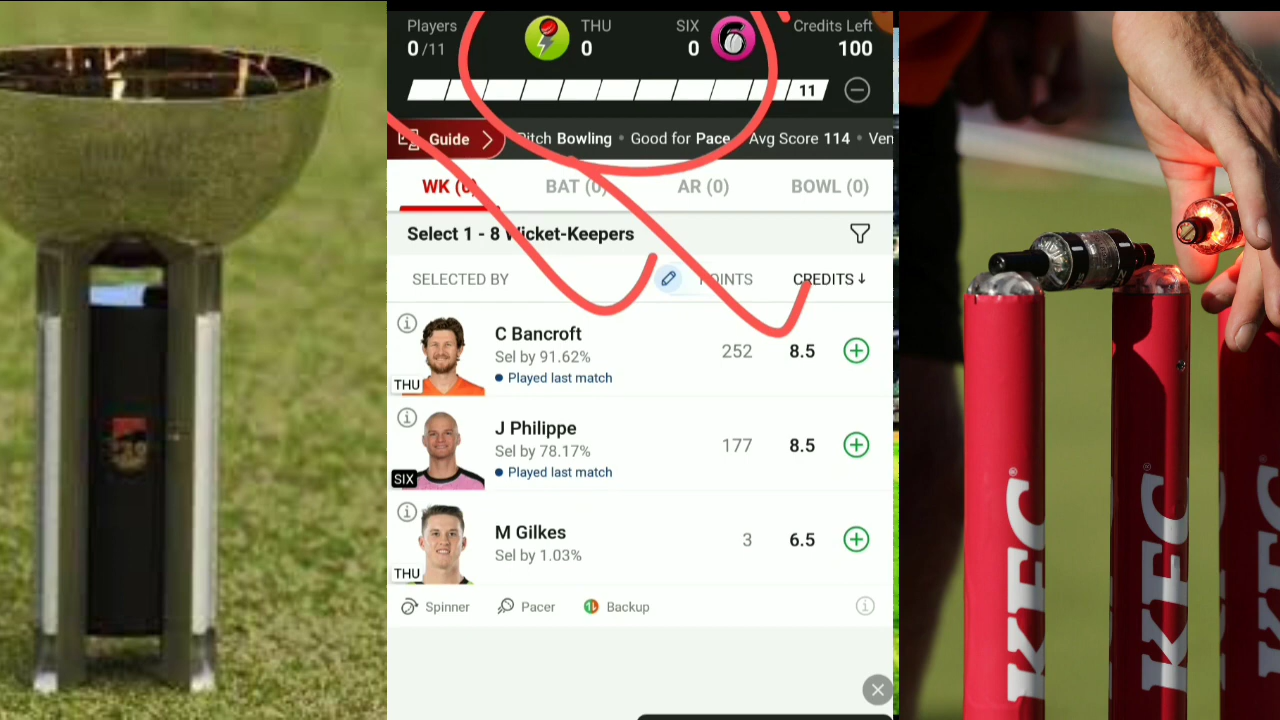 Players
THU
SIX
Credits Left
0/11
0
0
100
11
Guide
Pitch Bowling • Good for Pace • Avg Score 114 • Ven
WK (0)
BAT (0)
AR (0)
BOWL (0)
Select 1 - 8 Wicket-Keepers
SELECTED BY
POINTS
CREDITS↓
C Bancroft
Sel by 91.62%
Played last match
252
8.5
THU
J Philippe
Sel by 78.17%
Played last match
177
8.5
SIX
M Gilkes
Sel by 1.03%
3
6.5
THU
Spinner
Pacer
Backup
KFC®
KFC®
KFC®